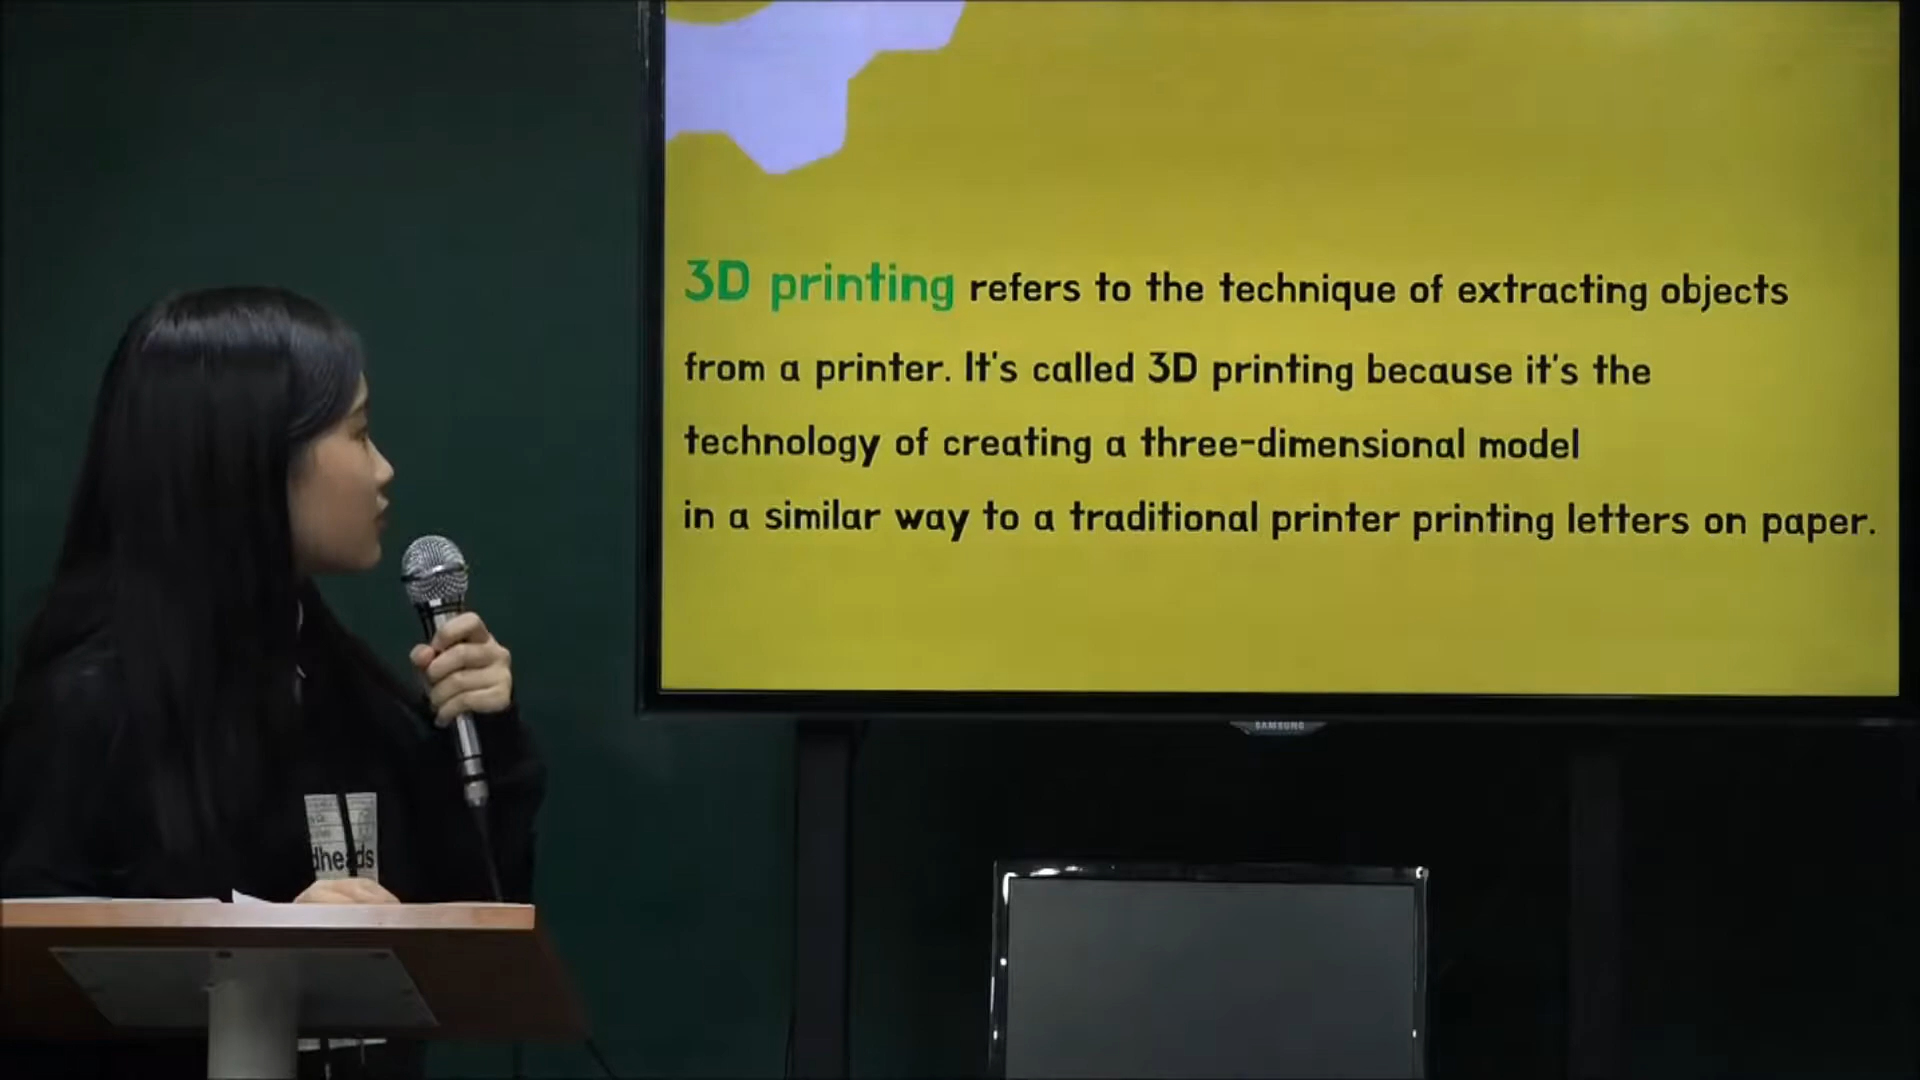 3D printing refers to the technique of extracting objects
from a printer. It's called 3D printing because it's the
technology of creating a three-dimensional model
in a similar way to a traditional printer printing letters on paper.
SAMSUNG
dheads